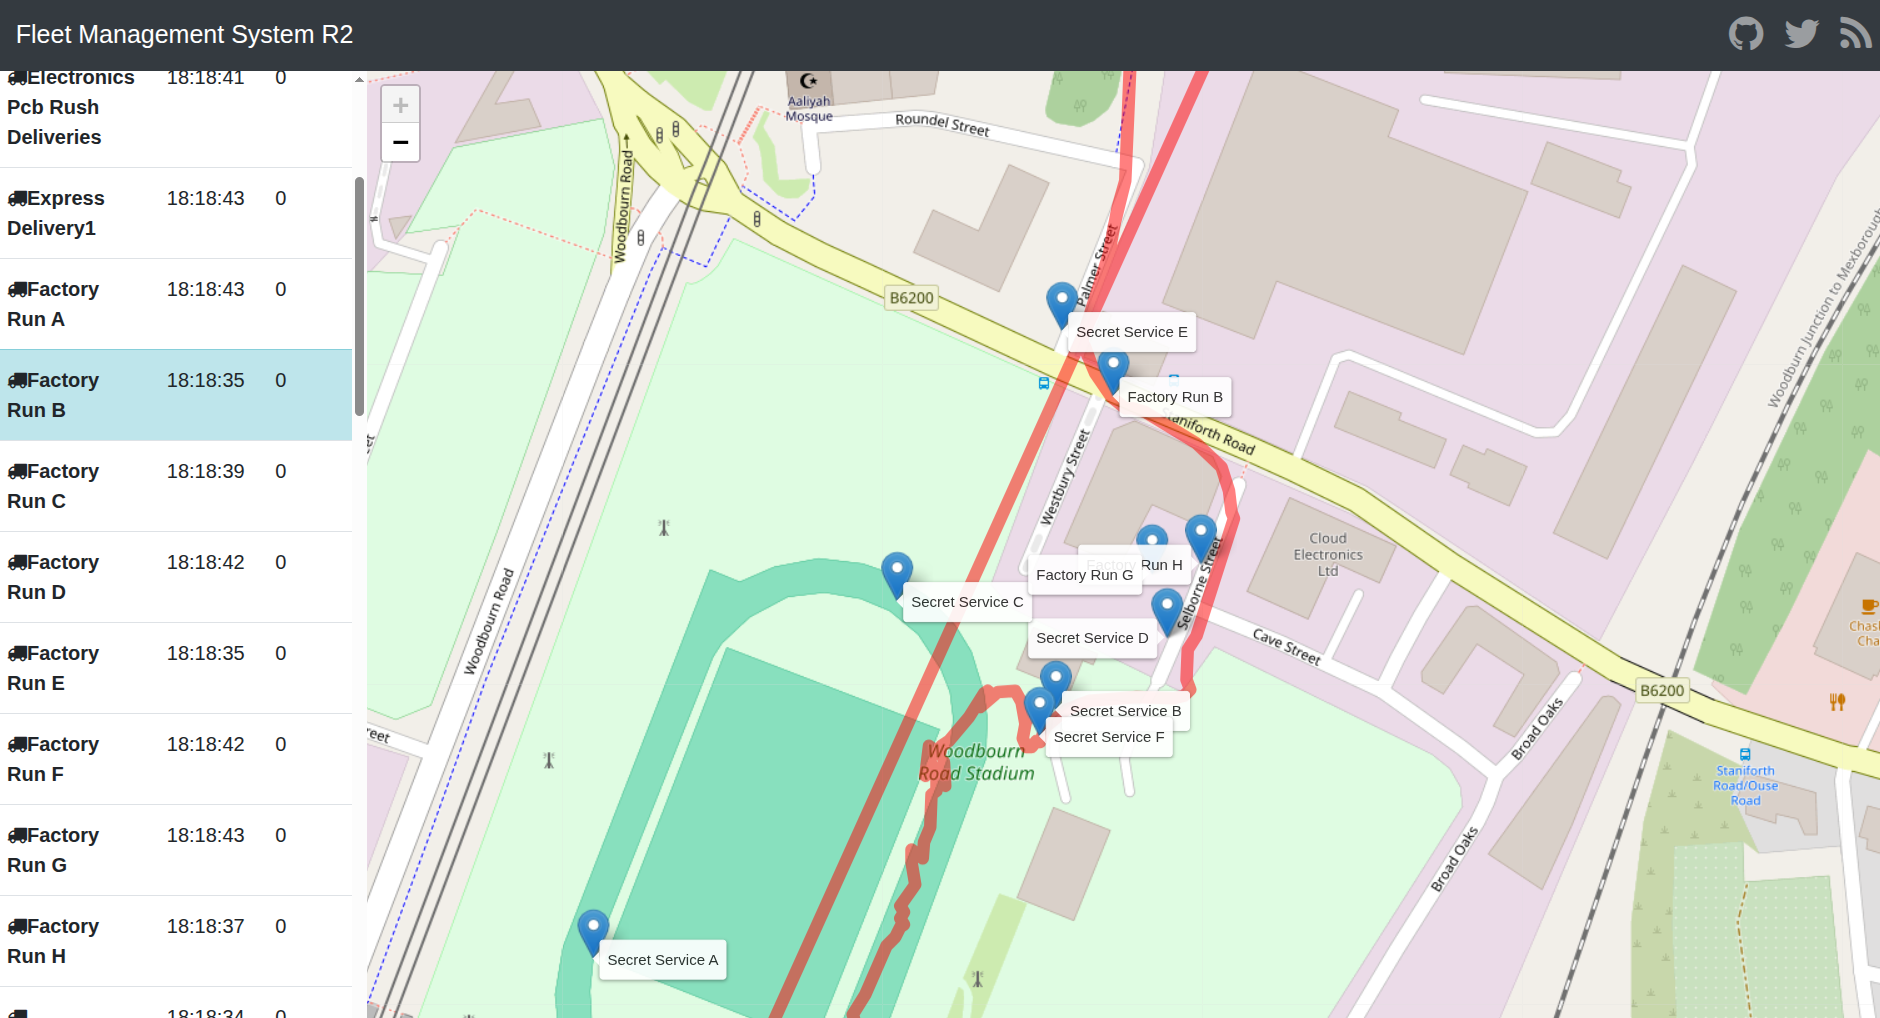 Fleet Management System R2
Electronics 18:18:41 0
Pcb Rush
Deliveries
Express 18:18:43 0
Delivery1
Factory 18:18:43 0
Run A
Factory 18:18:35 0
Run B
Factory 18:18:39 0
Run C
Factory 18:18:42 0
Run D
Factory 18:18:35 0
Run E
Factory 18:18:42 0
Run F
Factory 18:18:43 0
Run G
Factory 18:18:37 0
Run H
18:18:34 0
+
−
Aaliyah
Mosque
Roundel Street
Woodbourn Road
Palmer Street
B6200
Secret Service E
Factory Run B
Staniforth Road
Westbury Street
Woodburn Junction to Mexborough
Cloud
Electronics
Ltd
Factory Run H
Factory Run G
Secret Service C
Selborne Street
Secret Service D
Cave Street
Woodbourn Road
Secret Service B
Secret Service F
B6200
Broad Oaks
Woodbourn
Road Stadium
Staniforth
Road/Ouse
Road
Broad Oaks
Secret Service A